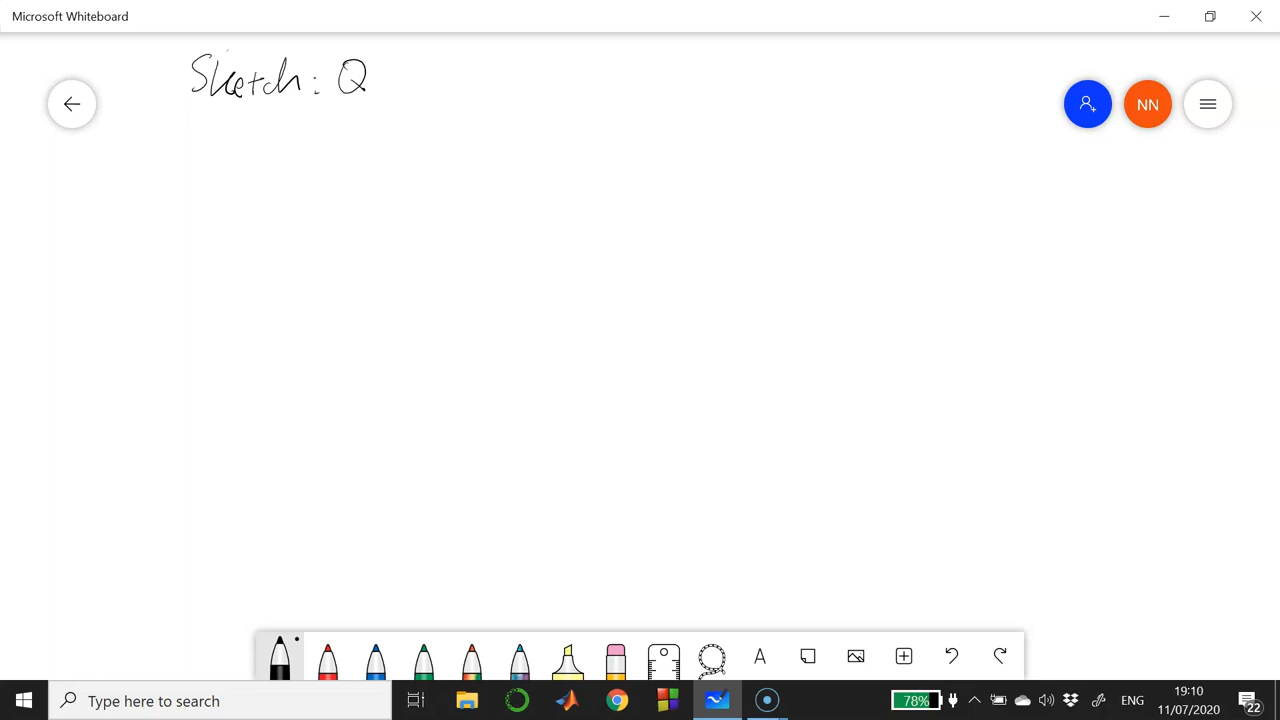 Microsoft Whiteboard
Sketch: Q
NN
A
Type here to search
78%
ENG
19:10
11/07/2020
22